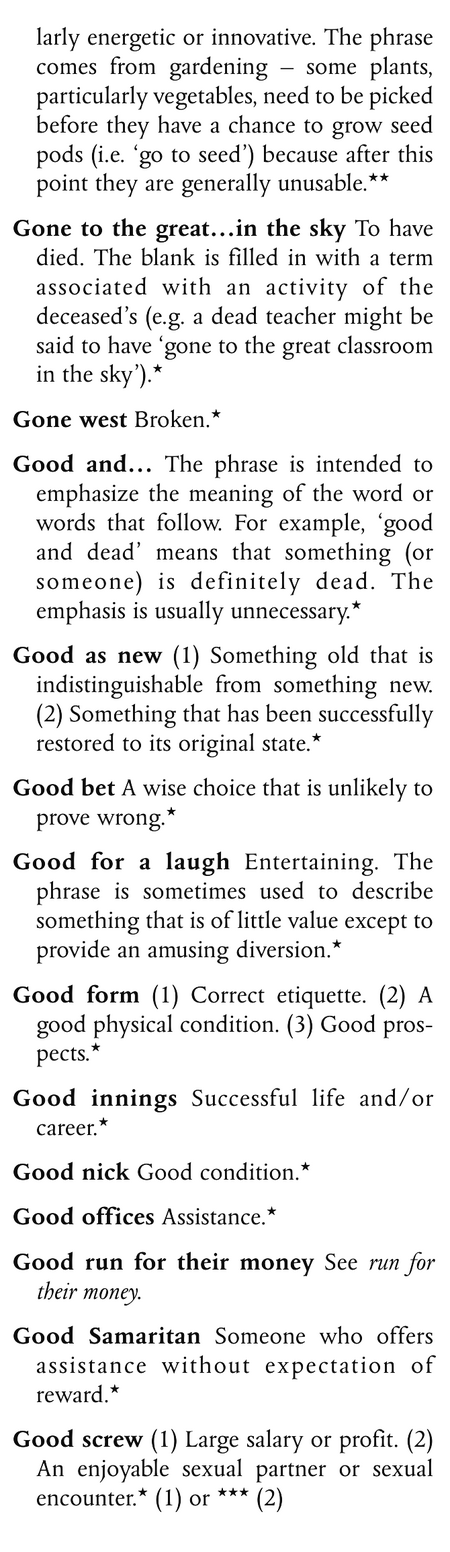 larly energetic or innovative. The phrase
comes from gardening – some plants,
particularly vegetables, need to be picked
before they have a chance to grow seed
pods (i.e. ‘go to seed’) because after this
point they are generally unusable.★★
Gone to the great…in the sky To have
died. The blank is filled in with a term
associated with an activity of the
deceased’s (e.g. a dead teacher might be
said to have ‘gone to the great classroom
in the sky’).★
Gone west Broken.★
Good and… The phrase is intended to
emphasize the meaning of the word or
words that follow. For example, ‘good
and dead’ means that something (or
someone) is definitely dead. The
emphasis is usually unnecessary.★
Good as new (1) Something old that is
indistinguishable from something new.
(2) Something that has been successfully
restored to its original state.★
Good bet A wise choice that is unlikely to
prove wrong.★
Good for a laugh Entertaining. The
phrase is sometimes used to describe
something that is of little value except to
provide an amusing diversion.★
Good form (1) Correct etiquette. (2) A
good physical condition. (3) Good pros-
pects.★
Good innings Successful life and/or
career.★
Good nick Good condition.★
Good offices Assistance.★
Good run for their money See run for
their money.
Good Samaritan Someone who offers
assistance without expectation of
reward.★
Good screw (1) Large salary or profit. (2)
An enjoyable sexual partner or sexual
encounter.★ (1) or ★★★ (2)